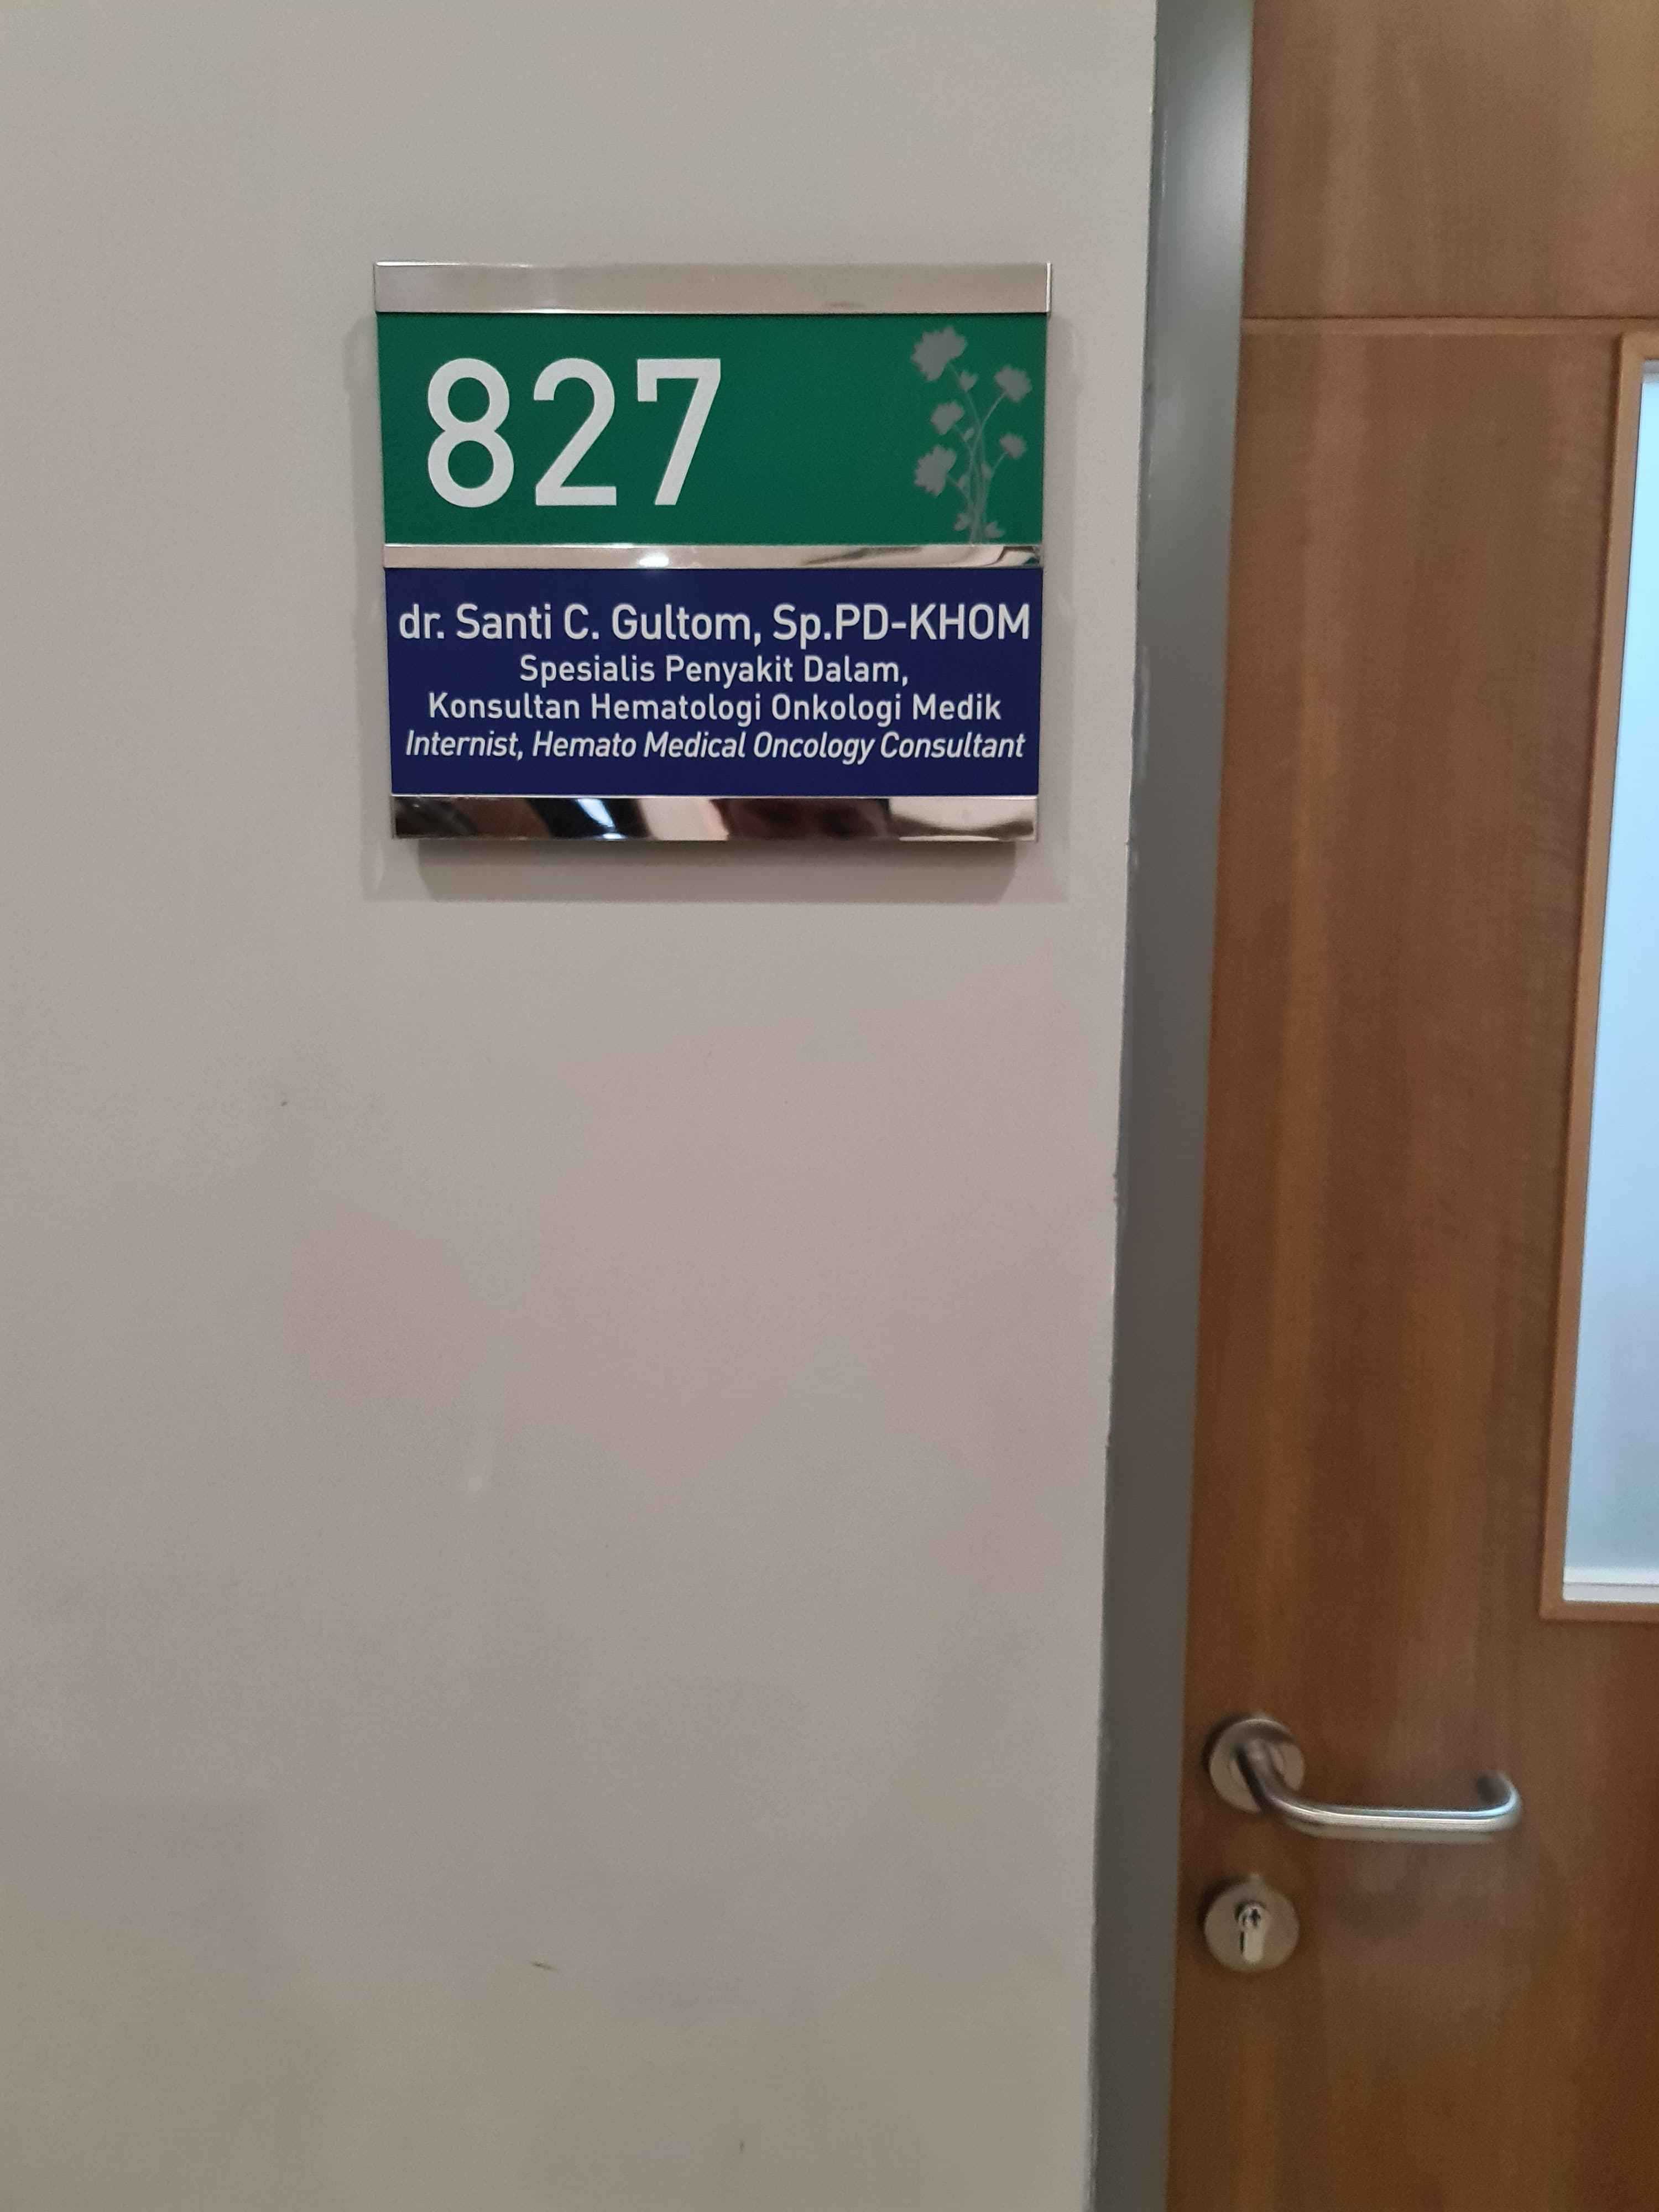 827
dr. Santi C. Gultom, Sp.PD-KHOM
Spesialis Penyakit Dalam,
Konsultan Hematologi Onkologi Medik
Internist, Hemato Medical Oncology Consultant